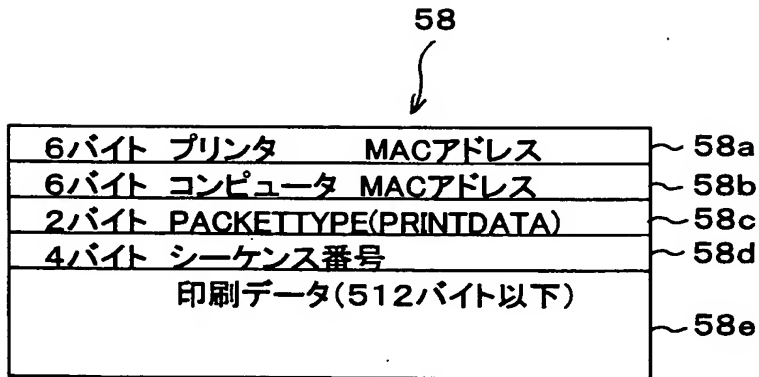 58
6バイト プリンタ MACアドレス 58a
6バイト コンピュータ MACアドレス 58b
2バイト PACKETTYPE(PRINTDATA) 58c
4バイト シーケンス番号 58d
印刷データ(512バイト以下)
58e